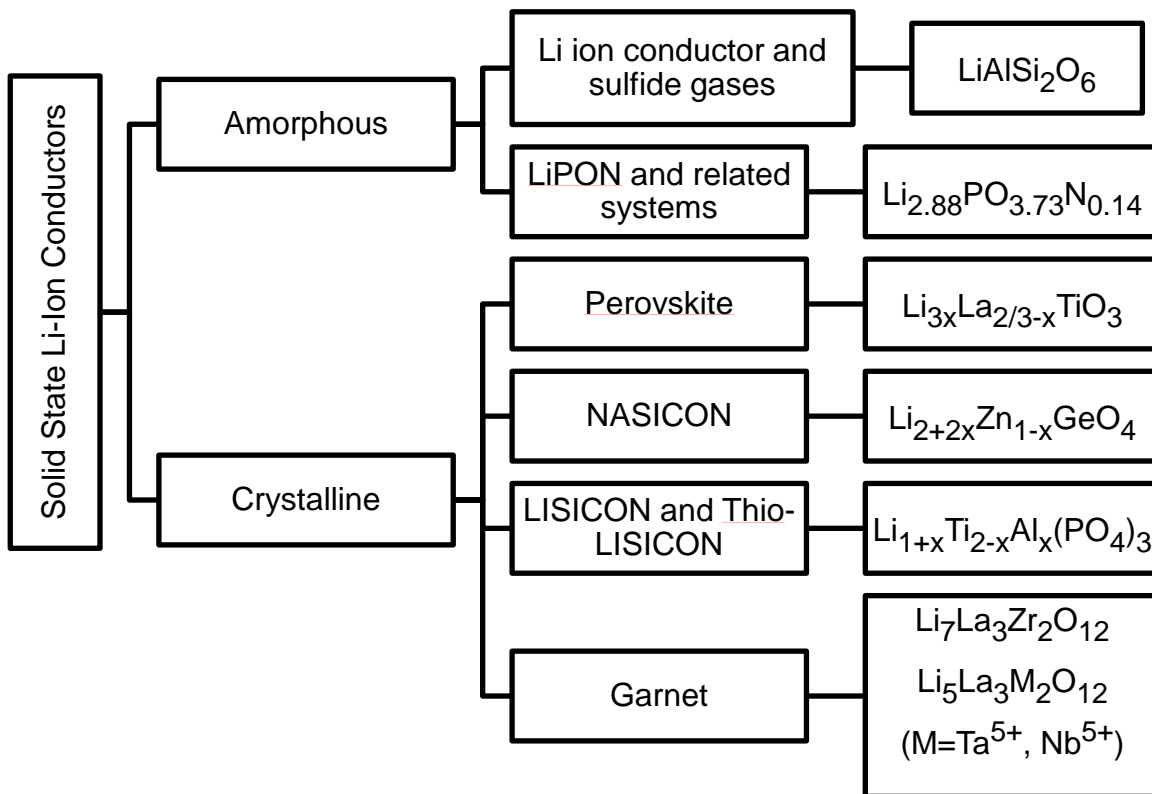 Solid State Li-Ion Conductors
Amorphous
Li ion conductor and
sulfide gases
LiAlSi₂O₆
LiPON and related
systems
Li₂.₈₈PO₃.₇₃N₀.₁₄
Perovskite
Li₃ₓLa₂/₃₋ₓTiO₃
NASICON
Li₂₊₂ₓZn₁₋ₓGeO₄
Crystalline
LISICON and Thio-
LISICON
Li₁₊ₓTi₂₋ₓAlₓ(PO₄)₃
Garnet
Li₇La₃Zr₂O₁₂
Li₅La₃M₂O₁₂
(M=Ta⁵⁺, Nb⁵⁺)